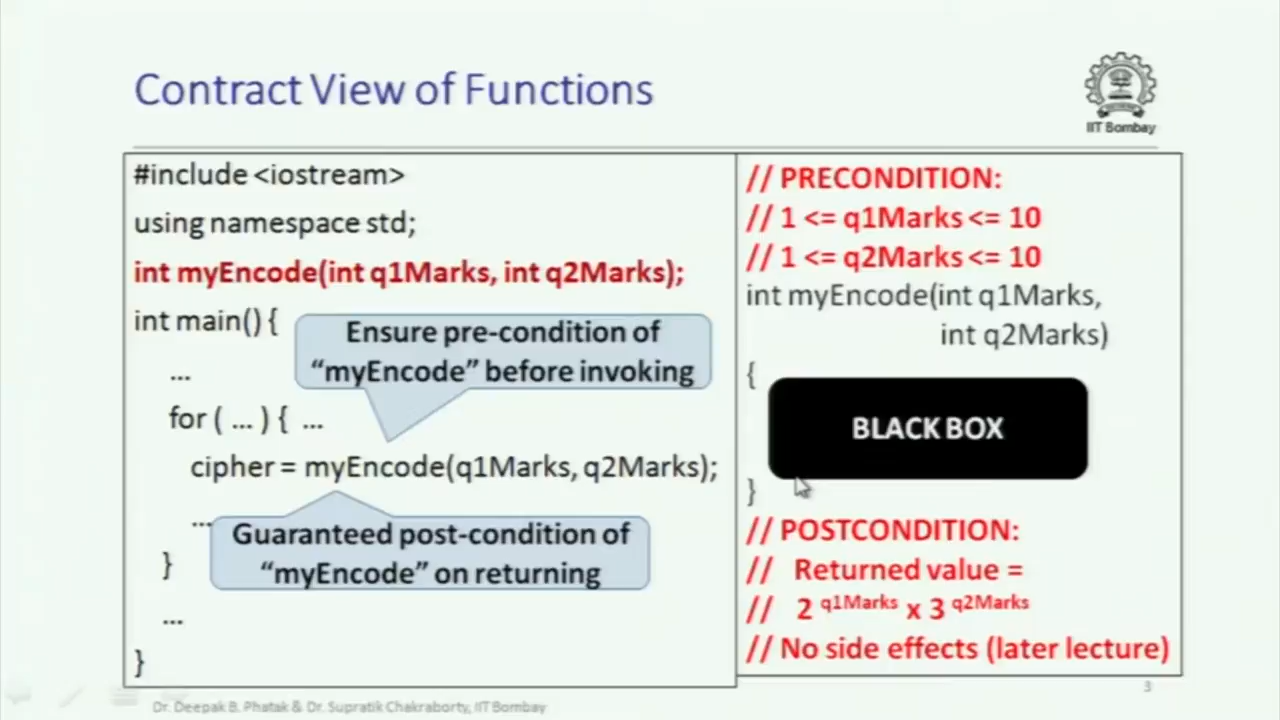 Contract View of Functions
IIT Bombay
#include <iostream>
using namespace std;
int myEncode(int q1Marks, int q2Marks);
int main() {
...
for ( ... ) { ...
cipher = myEncode(q1Marks, q2Marks);
...
}
...
}
Ensure pre-condition of
“myEncode” before invoking
Guaranteed post-condition of
“myEncode” on returning
// PRECONDITION:
// 1 <= q1Marks <= 10
// 1 <= q2Marks <= 10
int myEncode(int q1Marks,
int q2Marks)
{
BLACK BOX
}
// POSTCONDITION:
// Returned value =
// 2 q1Marks x 3 q2Marks
// No side effects (later lecture)
3
Dr. Deepak B. Phatak & Dr. Supratik Chakraborty, IIT Bombay